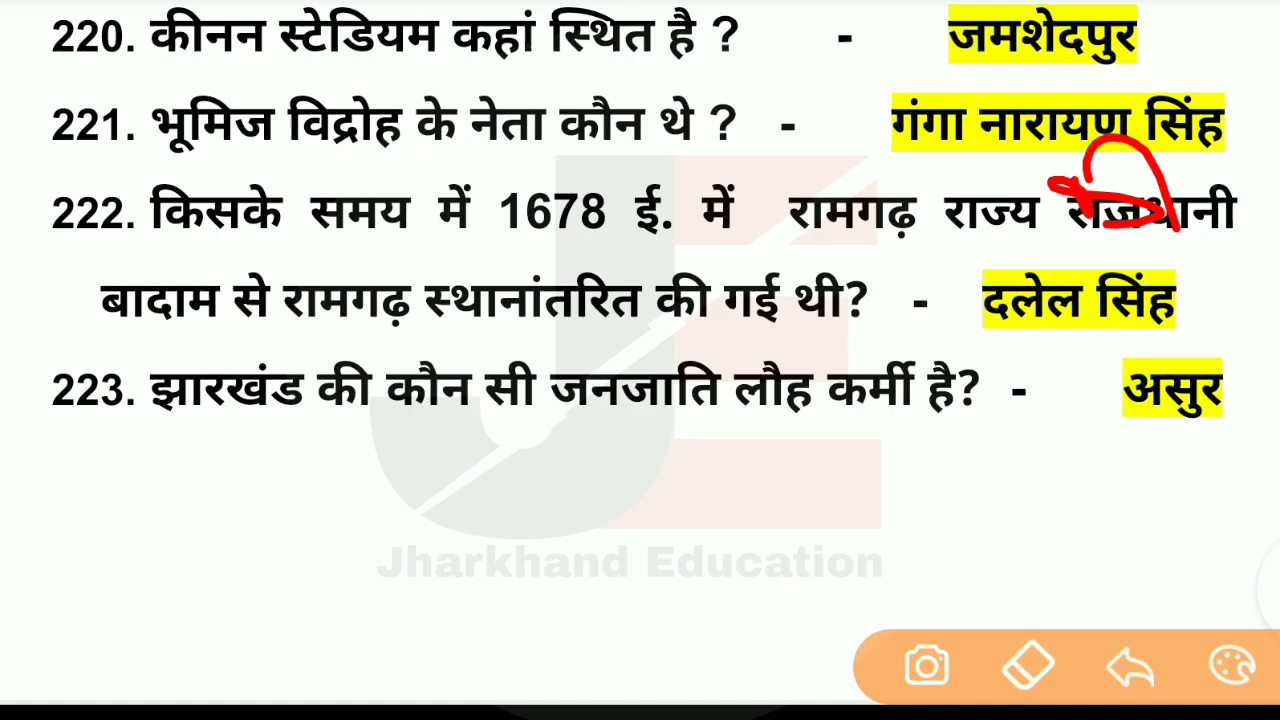 220. कीनन स्टेडियम कहां स्थित है ? - जमशेदपुर
221. भूमिज विद्रोह के नेता कौन थे ? - गंगा नारायण सिंह
222. किसके समय में 1678 ई. में रामगढ़ राज्य राजधानी
बादाम से रामगढ़ स्थानांतरित की गई थी? - दलेल सिंह
223. झारखंड की कौन सी जनजाति लौह कर्मी है? - असुर
JE
Jharkhand Education